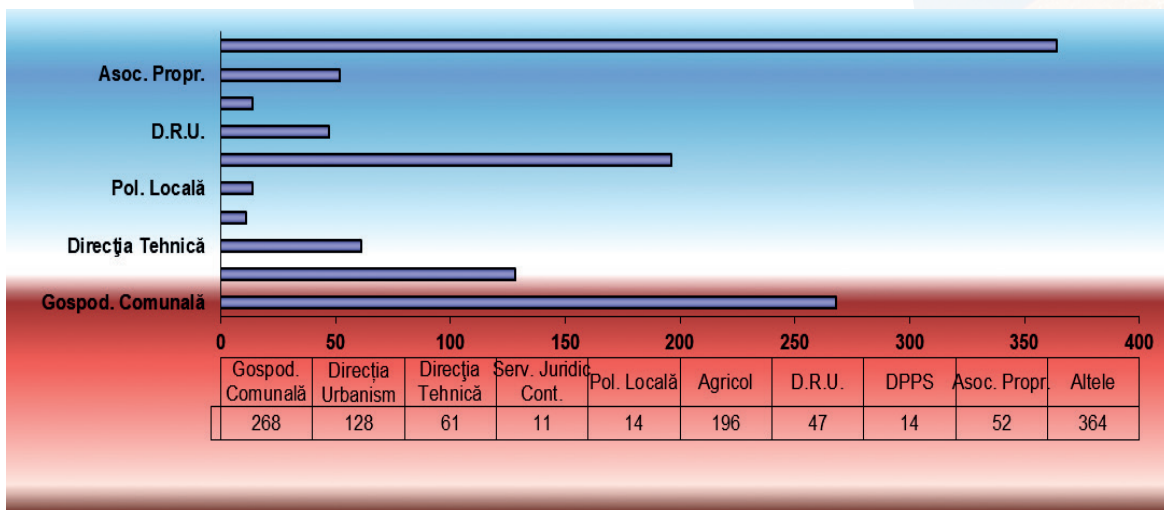 Asoc. Propr.
D.R.U.
Pol. Locală
Direcţia Tehnică
Gospod. Comunală
0 50 100 150 200 250 300 350 400
Gospod. Comunală Direcția Urbanism Direcţia Tehnică Serv. Juridic Cont. Pol. Locală Agricol D.R.U. DPPS Asoc. Propr. Altele
268 128 61 11 14 196 47 14 52 364